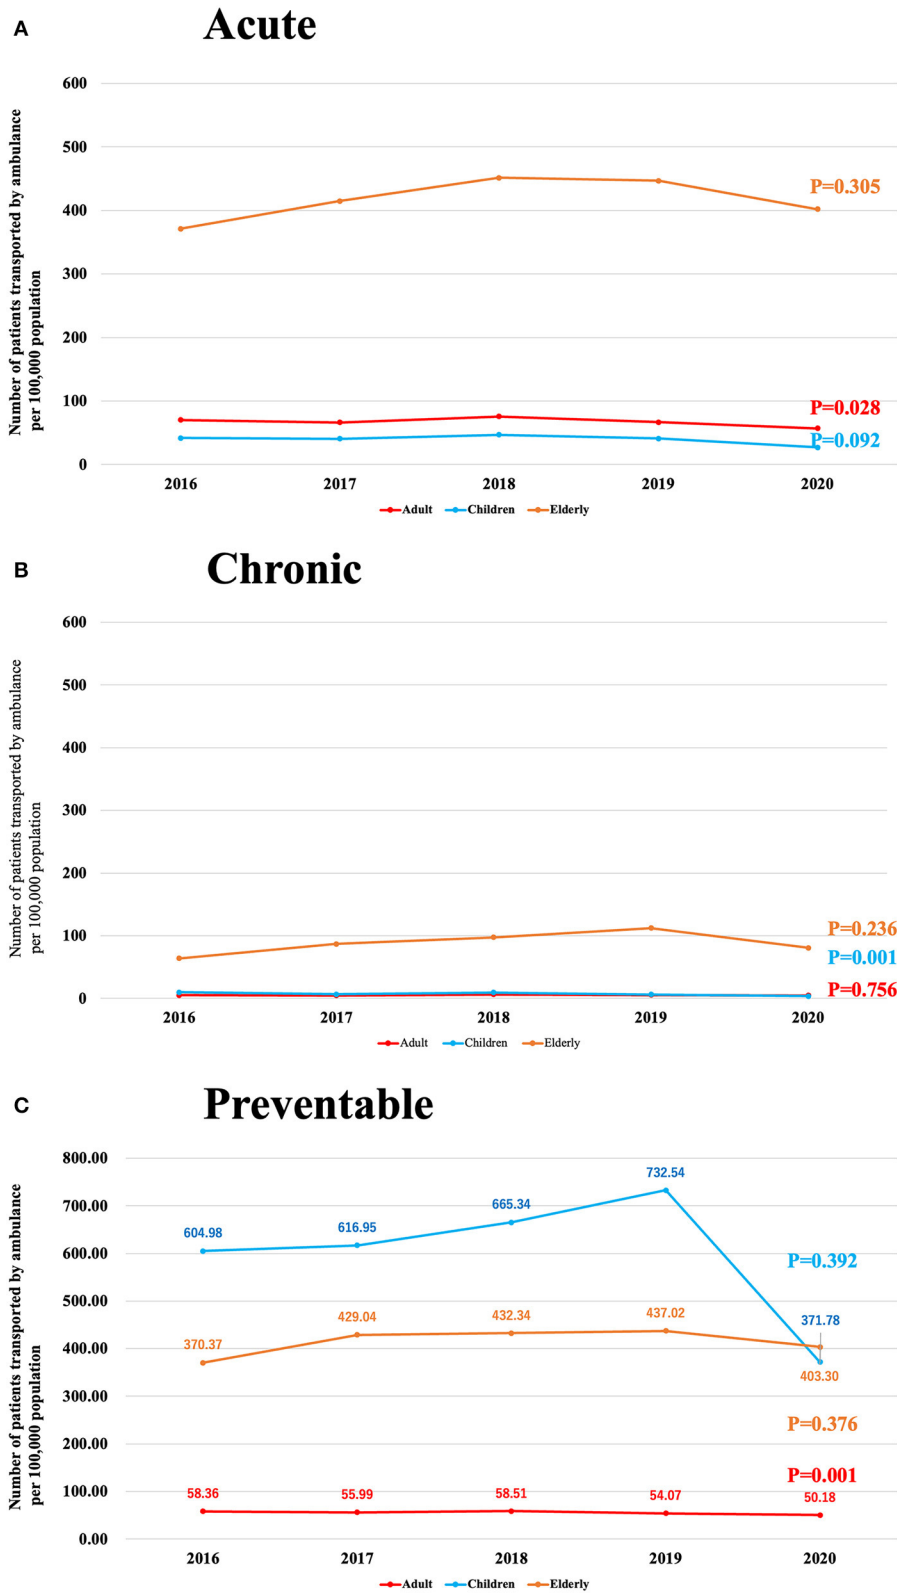 A
Acute
Number of patients transported by ambulance
per 100,000 population
600
500
400
300
200
100
0
P=0.305
P=0.028
P=0.092
2016 2017 2018 2019 2020
Adult Children Elderly
B
Chronic
Number of patients transported by ambulance
per 100,000 population
600
500
400
300
200
100
0
P=0.236
P=0.001
P=0.756
2016 2017 2018 2019 2020
Adult Children Elderly
C
Preventable
Number of patients transported by ambulance
per 100,000 population
800.00
700.00
600.00
500.00
400.00
300.00
200.00
100.00
0.00
604.98 616.95 665.34 732.54 371.78
P=0.392
370.37 429.04 432.34 437.02 403.30
P=0.376
P=0.001
58.36 55.99 58.51 54.07 50.18
2016 2017 2018 2019 2020
Adult Children Elderly